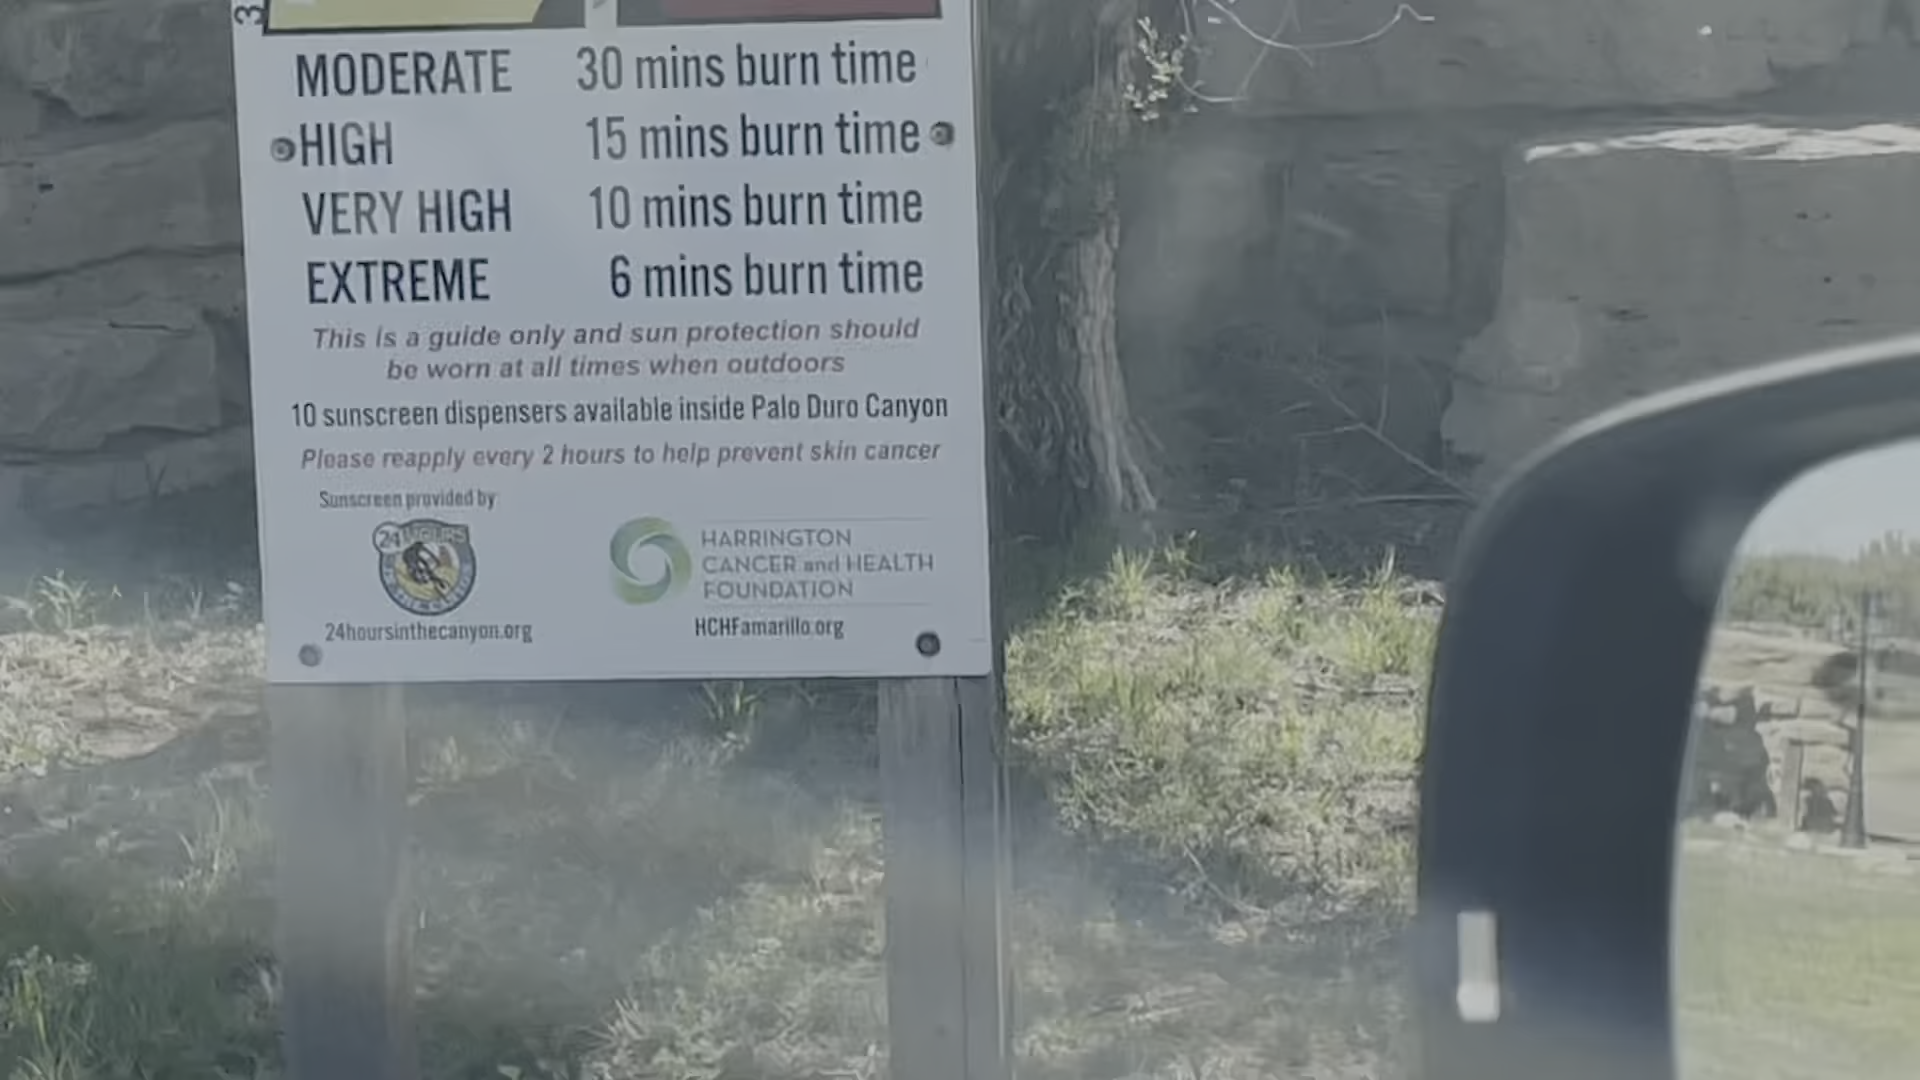 3
MODERATE 30 mins burn time
HIGH 15 mins burn time
VERY HIGH 10 mins burn time
EXTREME 6 mins burn time
This is a guide only and sun protection should
be worn at all times when outdoors
10 sunscreen dispensers available inside Palo Duro Canyon
Please reapply every 2 hours to help prevent skin cancer
Sunscreen provided by
24 HOURS
HARRINGTON
CANCER and HEALTH
FOUNDATION
24hoursinthecanyon.org
HCHFamarillo.org